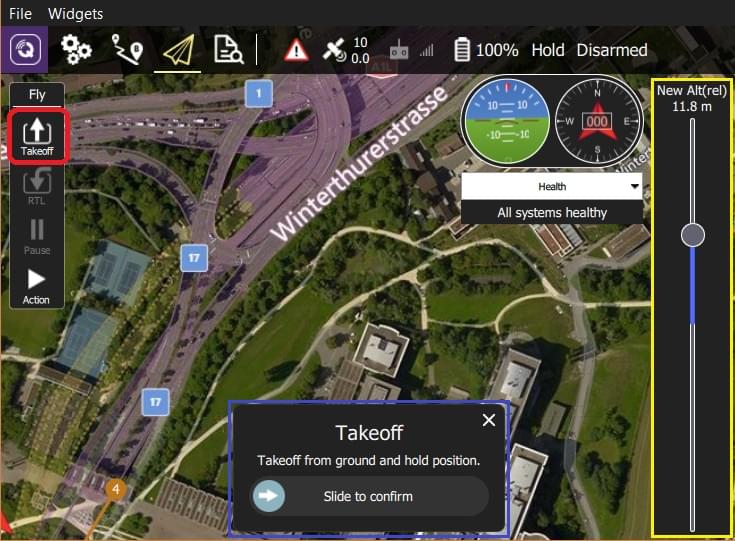 File Widgets
10
0.0
100% Hold Disarmed
Fly
Takeoff
RTL
Pause
Action
1
A1L
Winterthurerstrasse
17
17
4
10 10
-10 -10
N
W 000 E
S
Health
All systems healthy
New Alt(rel)
11.8 m
Takeoff
Takeoff from ground and hold position.
Slide to confirm